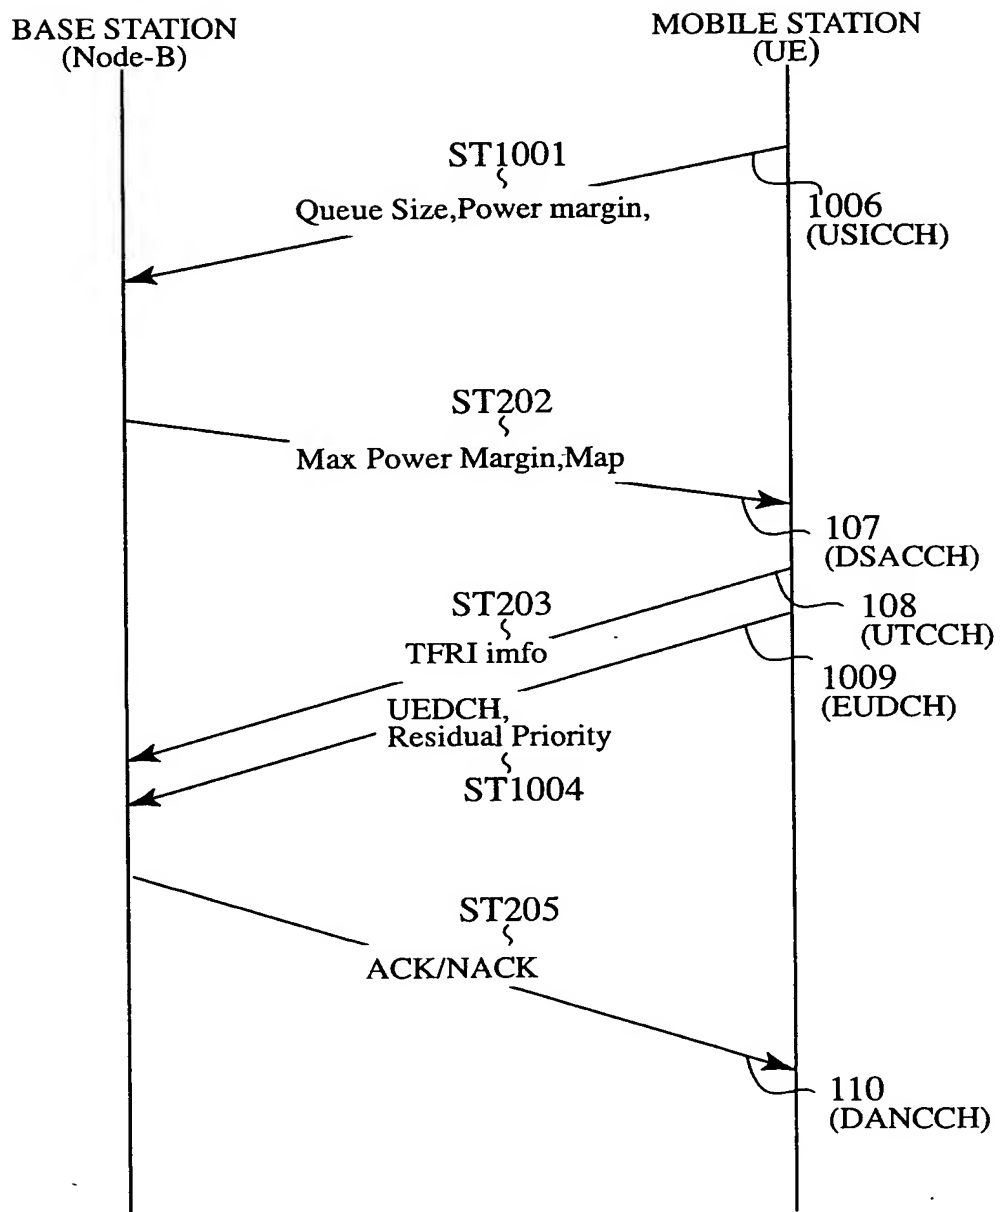 BASE STATION
(Node-B)
MOBILE STATION
(UE)
ST1001
Queue Size,Power margin,
1006
(USICCH)
ST202
Max Power Margin,Map
107
(DSACCH)
ST203
TFRI imfo
108
(UTCCH)
UEDCH,
Residual Priority
1009
(EUDCH)
ST1004
ST205
ACK/NACK
110
(DANCCH)